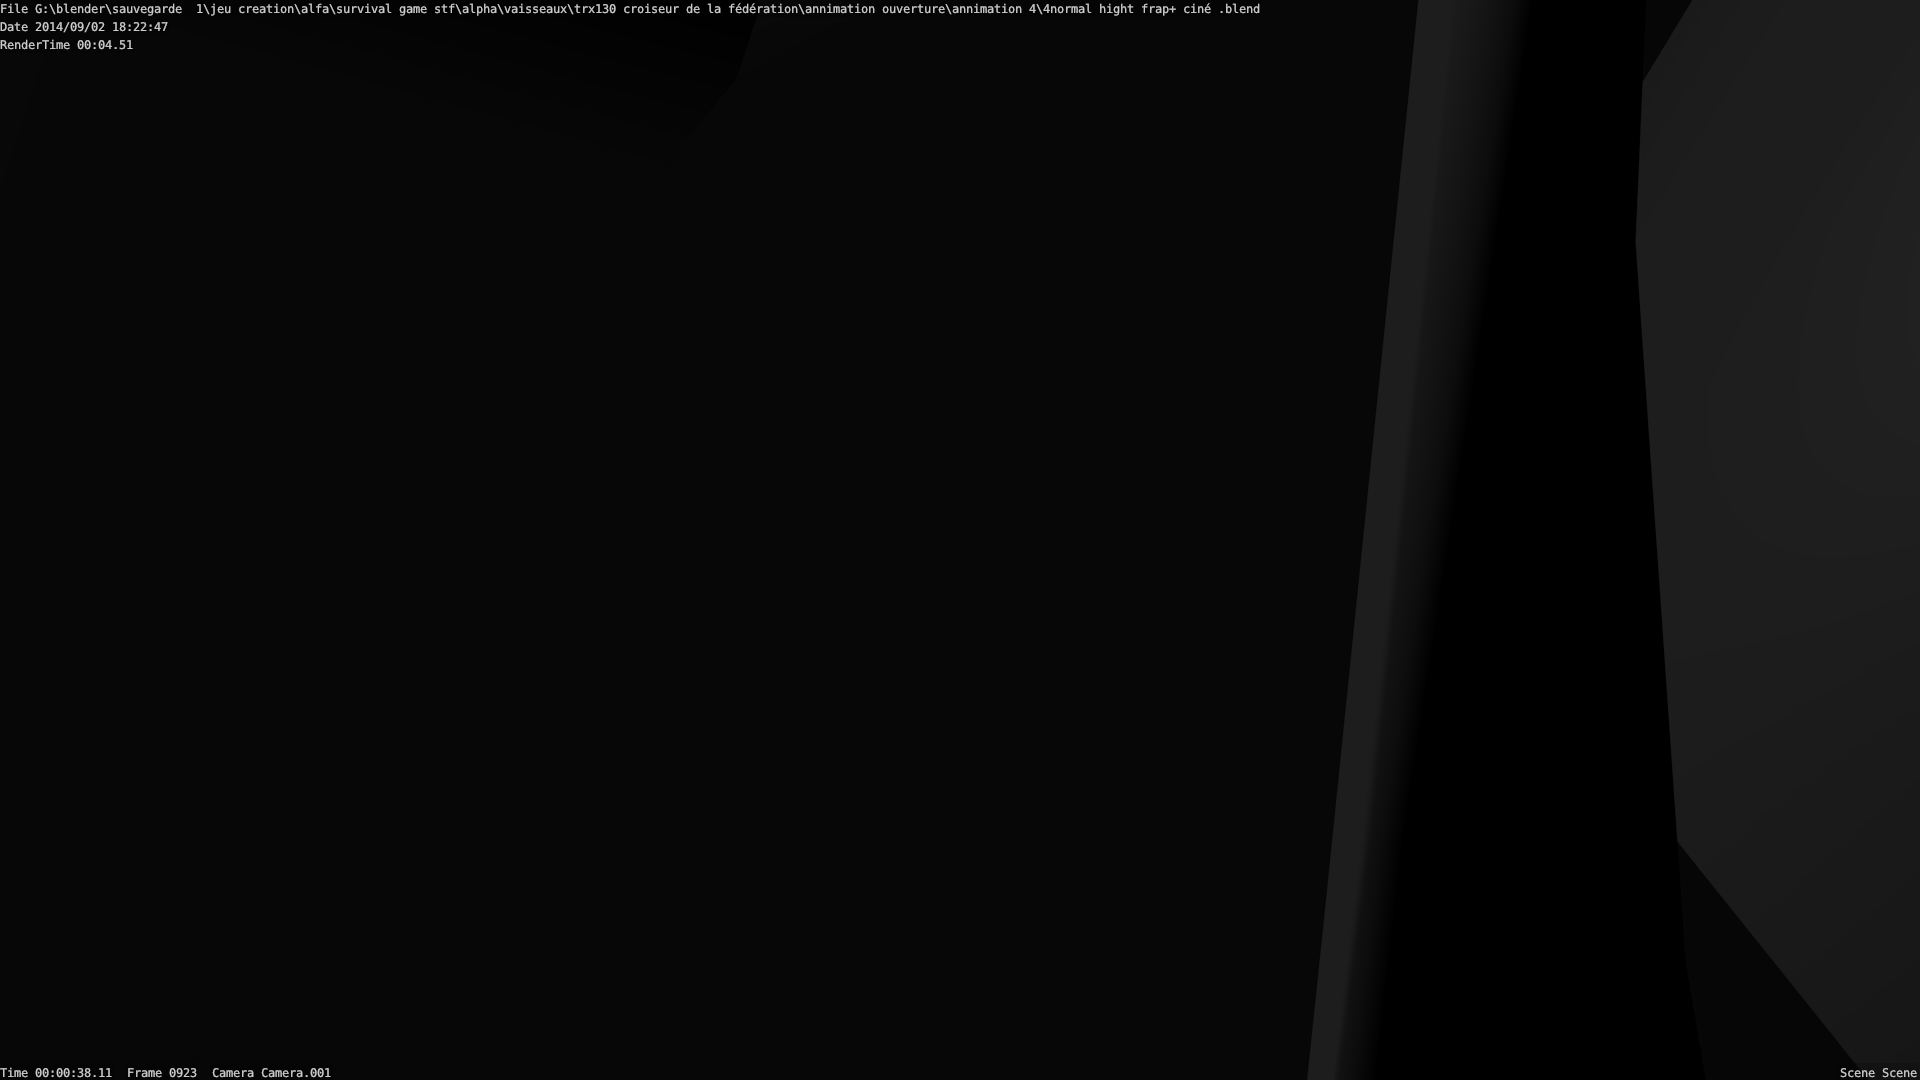 File G:\blender\sauvegarde  1\jeu creation\alfa\survival game stf\alpha\vaisseaux\trx130 croiseur de la fédération\annimation ouverture\annimation 4\4normal hight frap+ ciné .blend
Date 2014/09/02 18:22:47
RenderTime 00:04.51
Time 00:00:38.11  Frame 0923  Camera Camera.001
Scene Scene